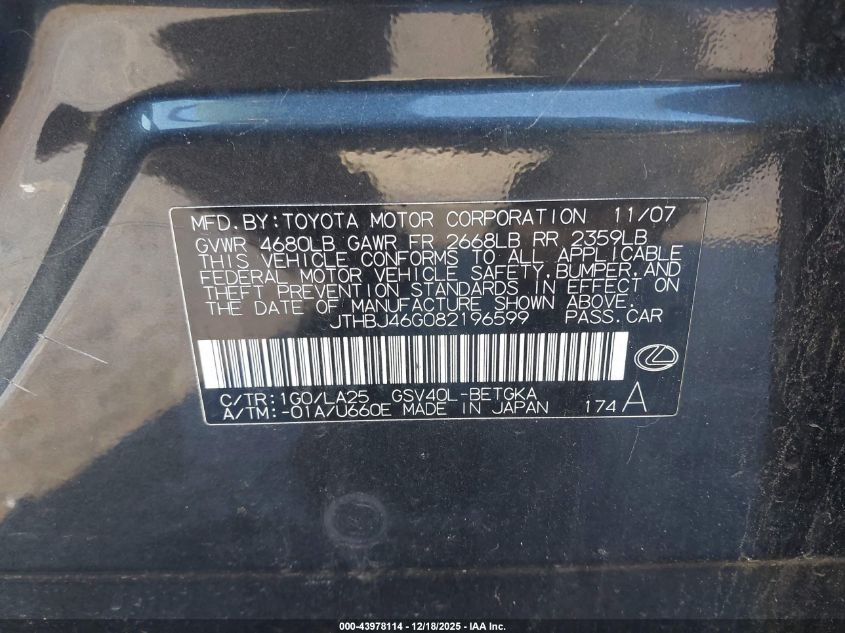 MFD.BY:TOYOTA MOTOR CORPORATION 11/07
GVWR 4680LB GAWR FR 2668LB RR 2359LB
THIS VEHICLE CONFORMS TO ALL APPLICABLE
FEDERAL MOTOR VEHICLE SAFETY,BUMPER,AND
THEFT PREVENTION STANDARDS IN EFFECT ON
THE DATE OF MANUFACTURE SHOWN ABOVE.
JTHBJ46G082196599 PASS.CAR
C/TR:1G0/LA25 GSV40L-BETGKA
A/TM:-01A/U660E MADE IN JAPAN 174 A
000-43978114 - 12/18/2025 - IAA Inc.